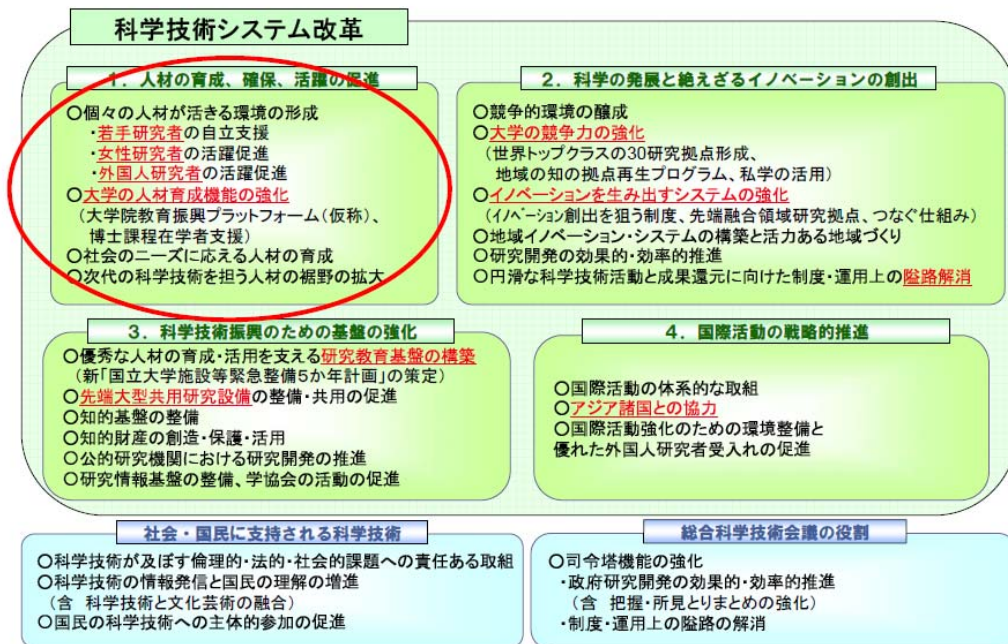 科学技術システム改革
1．人材の育成、確保、活躍の促進
○個々の人材が活きる環境の形成
・若手研究者の自立支援
・女性研究者の活躍促進
・外国人研究者の活躍促進
○大学の人材育成機能の強化
（大学院教育振興プラットフォーム（仮称）、
博士課程在学者支援）
○社会のニーズに応える人材の育成
○次代の科学技術を担う人材の裾野の拡大
2．科学の発展と絶えざるイノベーションの創出
○競争的環境の醸成
○大学の競争力の強化
（世界トップクラスの30研究拠点形成、
地域の知の拠点再生プログラム、私学の活用）
○イノベーションを生み出すシステムの強化
（ｲﾉﾍﾞｰｼｮﾝ創出を狙う制度、先端融合領域研究拠点、つなぐ仕組み）
○地域イノベーション・システムの構築と活力ある地域づくり
○研究開発の効果的・効率的推進
○円滑な科学技術活動と成果還元に向けた制度・運用上の隘路解消
3．科学技術振興のための基盤の強化
○優秀な人材の育成・活用を支える研究教育基盤の構築
（新「国立大学施設等緊急整備5か年計画」の策定）
○先端大型共用研究設備の整備・共用の促進
○知的基盤の整備
○知的財産の創造・保護・活用
○公的研究機関における研究開発の推進
○研究情報基盤の整備、学協会の活動の促進
4．国際活動の戦略的推進
○国際活動の体系的な取組
○アジア諸国との協力
○国際活動強化のための環境整備と
優れた外国人研究者受入れの促進
社会・国民に支持される科学技術
○科学技術が及ぼす倫理的・法的・社会的課題への責任ある取組
○科学技術の情報発信と国民の理解の増進
（含 科学技術と文化芸術の融合）
○国民の科学技術への主体的参加の促進
総合科学技術会議の役割
○司令塔機能の強化
・政府研究開発の効果的・効率的推進
（含 把握・所見とりまとめの強化）
・制度・運用上の隘路の解消